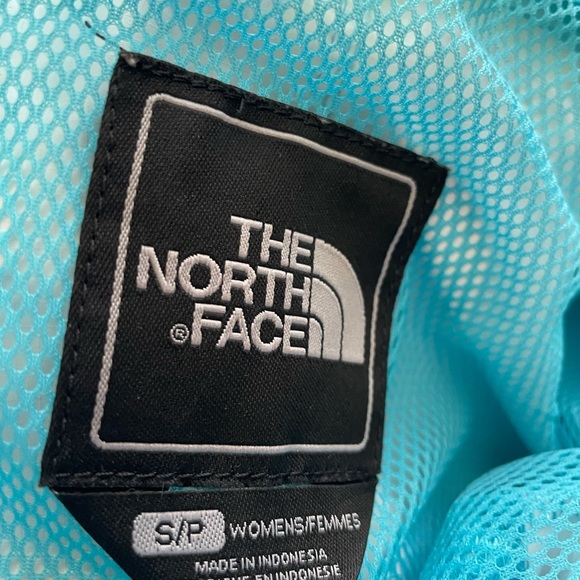 THE
NORTH
® FACE
S/P WOMENS/FEMMES
MADE IN INDONESIA
EN INDONESIE